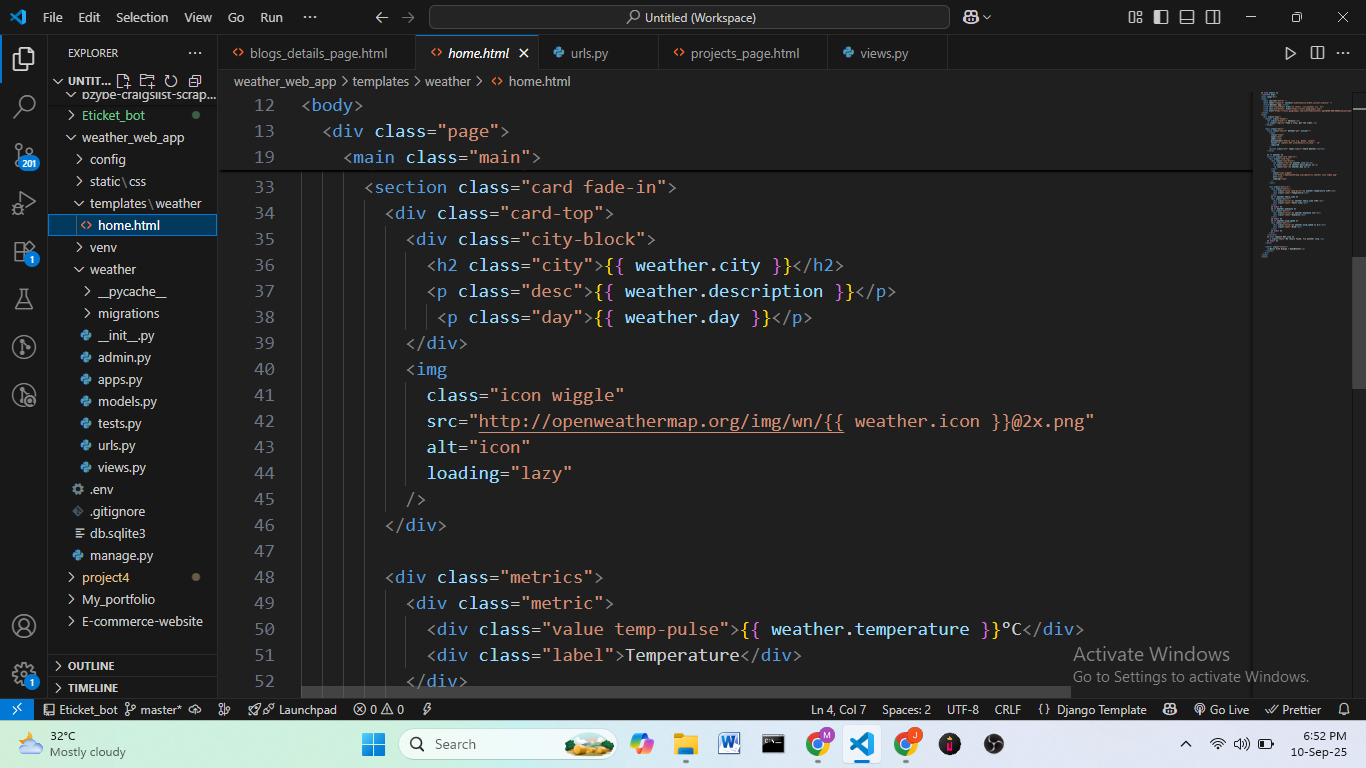 File Edit Selection View Go Run ··· Untitled (Workspace)
EXPLORER ···
blogs_details_page.html home.html urls.py projects_page.html views.py
UNTIT...
weather_web_app > templates > weather > home.html
bzybe-craigslist-scrap...
Eticket_bot
weather_web_app
config
static\css
templates\weather
home.html
venv
weather
__pycache__
migrations
__init__.py
admin.py
apps.py
models.py
tests.py
urls.py
views.py
.env
.gitignore
db.sqlite3
manage.py
project4
My_portfolio
E-commerce-website
OUTLINE
TIMELINE
201
1
1
12 <body>
13 <div class="page">
19 <main class="main">
33 <section class="card fade-in">
34 <div class="card-top">
35 <div class="city-block">
36 <h2 class="city">{{ weather.city }}</h2>
37 <p class="desc">{{ weather.description }}</p>
38 <p class="day">{{ weather.day }}</p>
39 </div>
40 <img
41 class="icon wiggle"
42 src="http://openweathermap.org/img/wn/{{ weather.icon }}@2x.png"
43 alt="icon"
44 loading="lazy"
45 />
46 </div>
47
48 <div class="metrics">
49 <div class="metric">
50 <div class="value temp-pulse">{{ weather.temperature }}°C</div>
51 <div class="label">Temperature</div>
52 </div>
Activate Windows
Go to Settings to activate Windows.
Eticket_bot master* Launchpad 0 0 Ln 4, Col 7 Spaces: 2 UTF-8 CRLF {} Django Template Go Live Prettier
32°C
Mostly cloudy
Search
M
J
6:52 PM
10-Sep-25